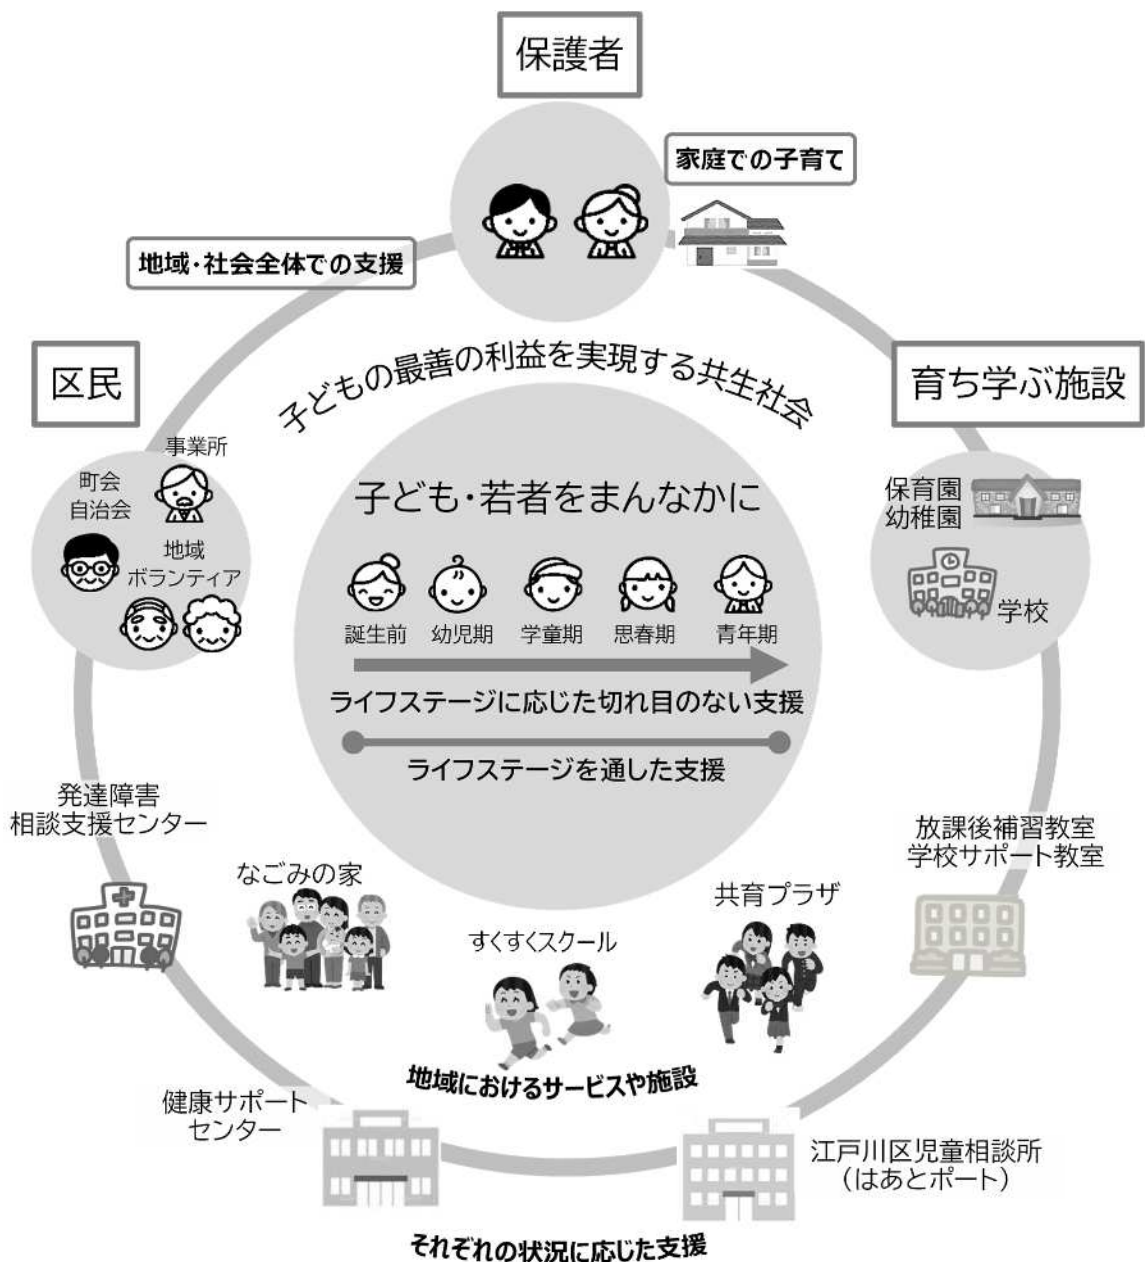 保護者
家庭での子育て
地域・社会全体での支援
区民
育ち学ぶ施設
子どもの最善の利益を実現する共生社会
事業所
町会
自治会
地域
ボランティア
保育園
幼稚園
学校
子ども・若者をまんなかに
誕生前 幼児期 学童期 思春期 青年期
ライフステージに応じた切れ目のない支援
ライフステージを通した支援
発達障害
相談支援センター
なごみの家
すくすくスクール
共育プラザ
放課後補習教室
学校サポート教室
地域におけるサービスや施設
健康サポート
センター
江戸川区児童相談所
（はあとポート）
それぞれの状況に応じた支援